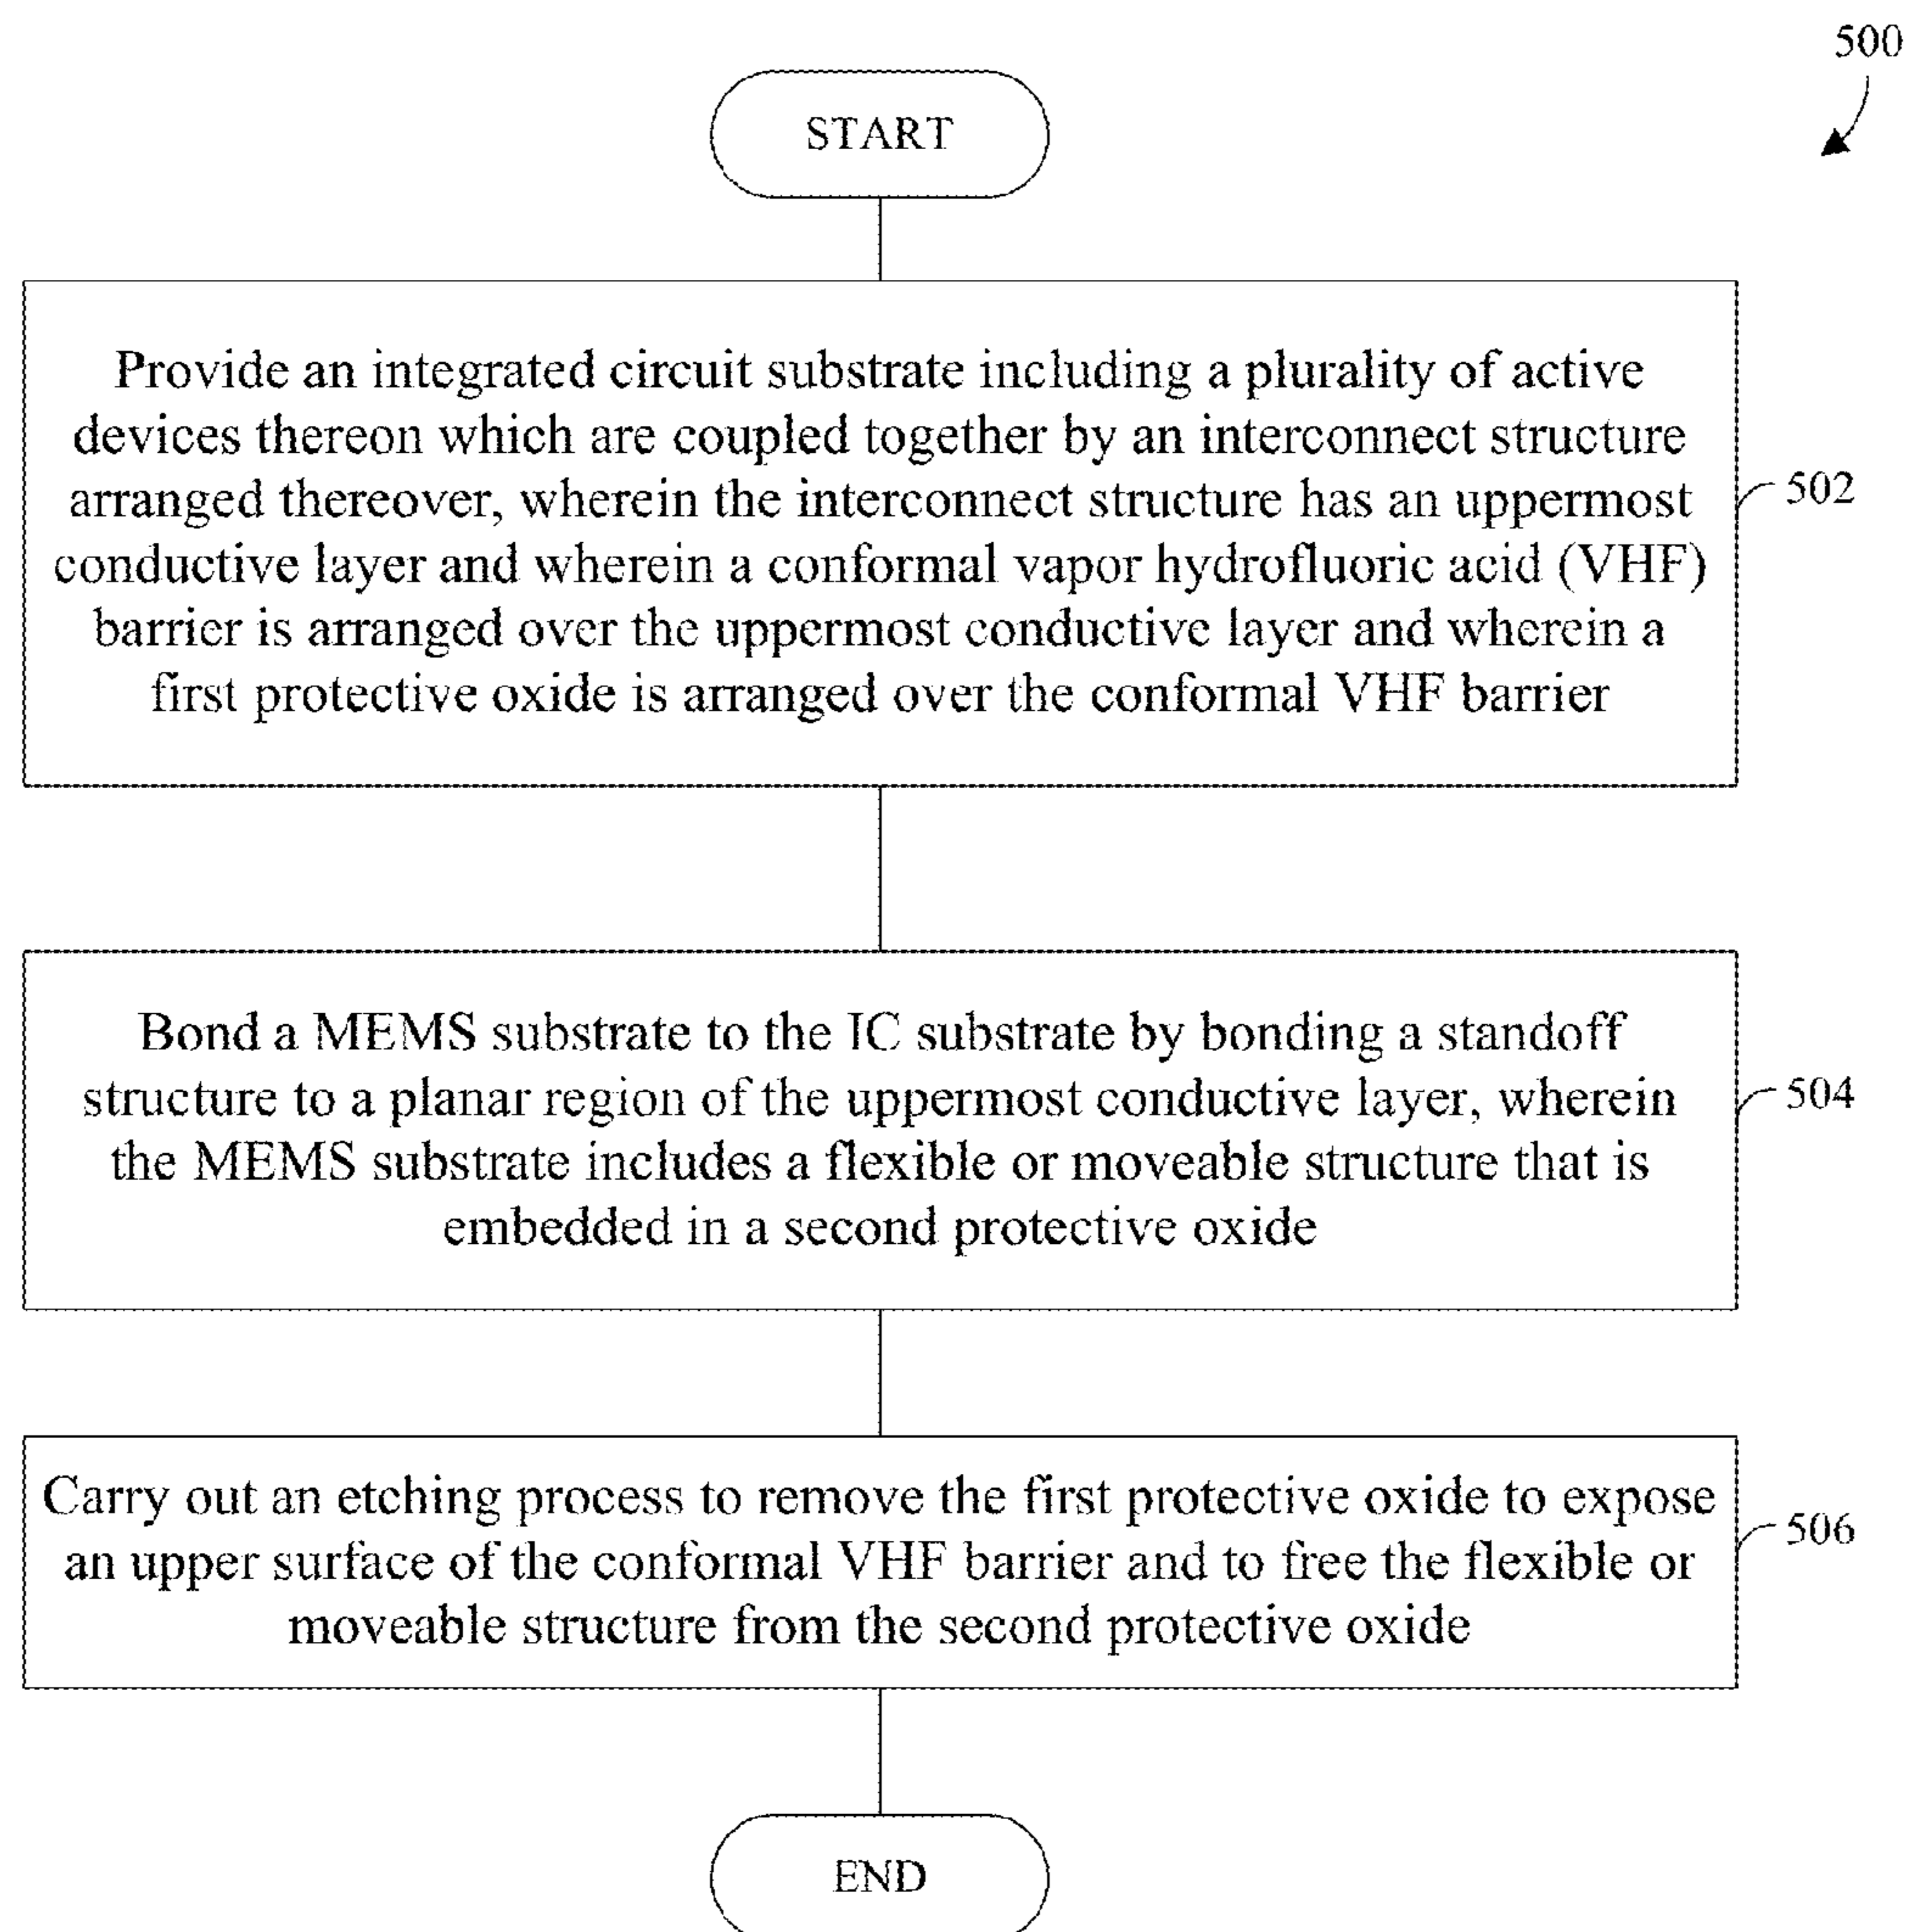 500
START
Provide an integrated circuit substrate including a plurality of active
devices thereon which are coupled together by an interconnect structure
arranged thereover, wherein the interconnect structure has an uppermost
conductive layer and wherein a conformal vapor hydrofluoric acid (VHF)
barrier is arranged over the uppermost conductive layer and wherein a
first protective oxide is arranged over the conformal VHF barrier
502
Bond a MEMS substrate to the IC substrate by bonding a standoff
structure to a planar region of the uppermost conductive layer, wherein
the MEMS substrate includes a flexible or moveable structure that is
embedded in a second protective oxide
504
Carry out an etching process to remove the first protective oxide to expose
an upper surface of the conformal VHF barrier and to free the flexible or
moveable structure from the second protective oxide
506
END